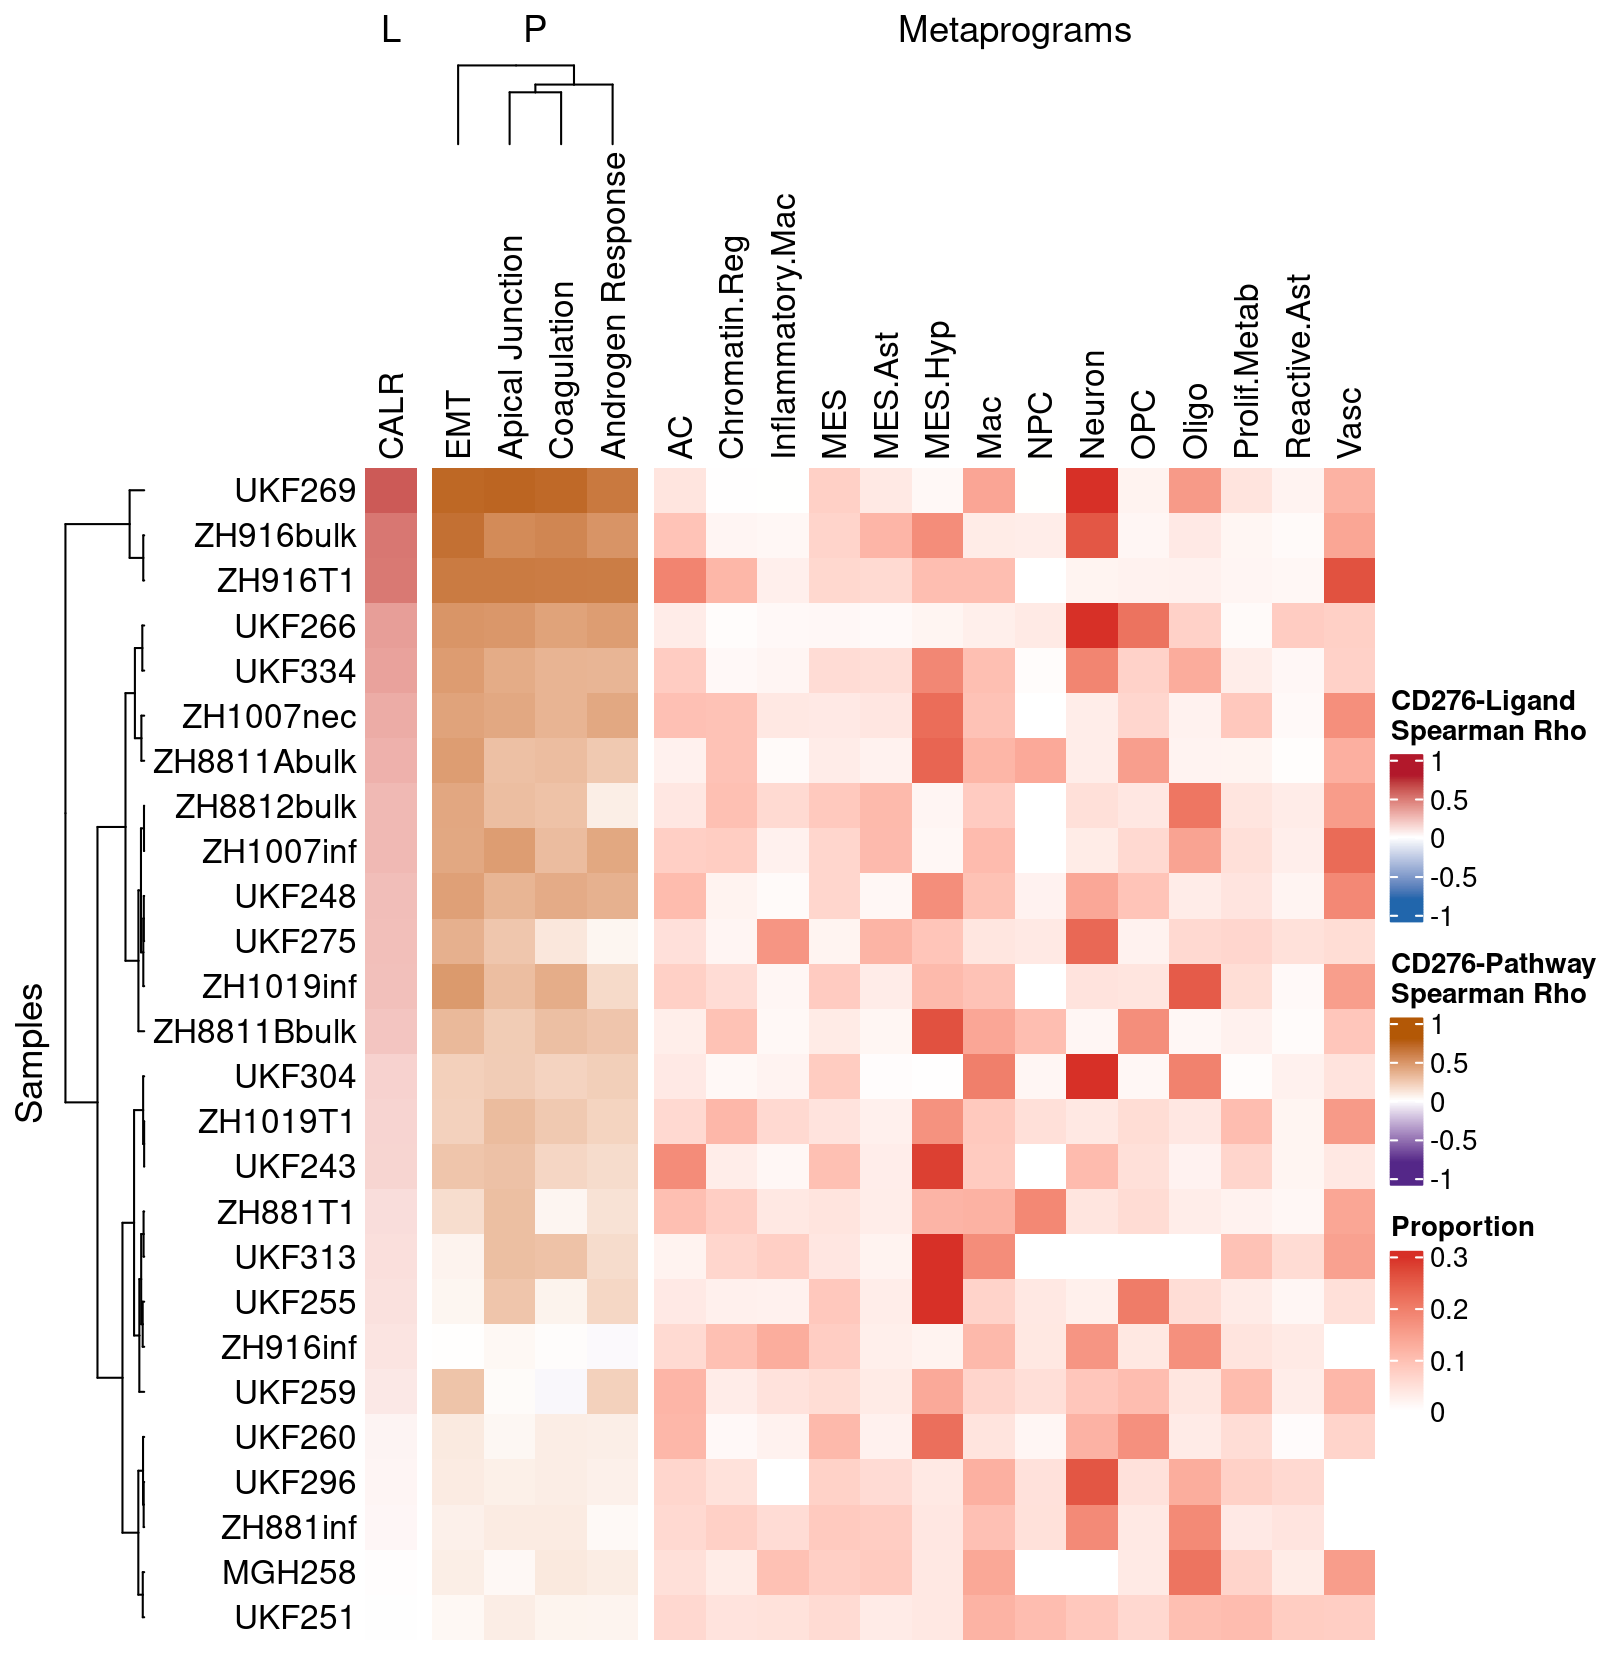 L P Metaprograms
CALR
EMT
Apical Junction
Coagulation
Androgen Response
AC
Chromatin.Reg
Inflammatory.Mac
MES
MES.Ast
MES.Hyp
Mac
NPC
Neuron
OPC
Oligo
Prolif.Metab
Reactive.Ast
Vasc
Samples
UKF269
ZH916bulk
ZH916T1
UKF266
UKF334
ZH1007nec
ZH8811Abulk
ZH8812bulk
ZH1007inf
UKF248
UKF275
ZH1019inf
ZH8811Bbulk
UKF304
ZH1019T1
UKF243
ZH881T1
UKF313
UKF255
ZH916inf
UKF259
UKF260
UKF296
ZH881inf
MGH258
UKF251
CD276-Ligand
Spearman Rho
1
0.5
0
-0.5
-1
CD276-Pathway
Spearman Rho
1
0.5
0
-0.5
-1
Proportion
0.3
0.2
0.1
0